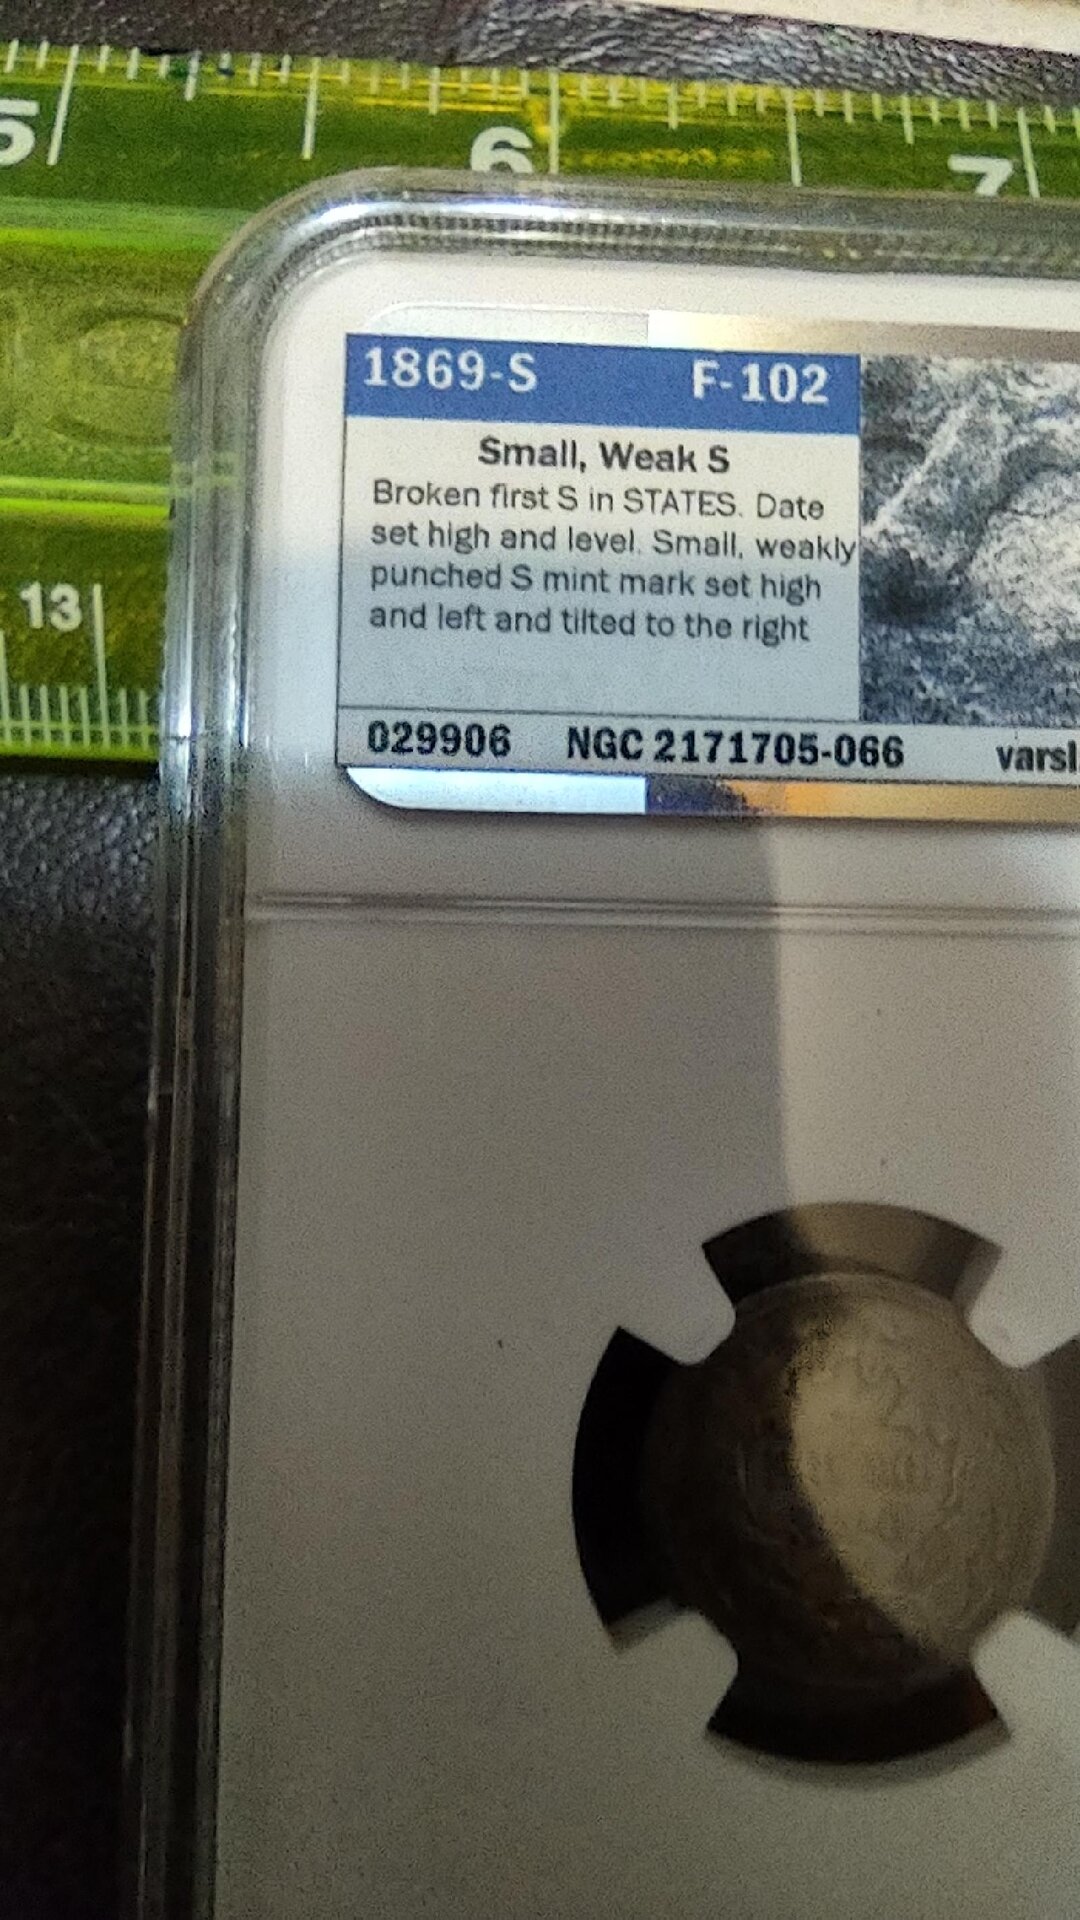 5 6 7
13
1869-S F-102
Small, Weak S
Broken first S in STATES. Date
set high and level. Small, weakly
punched S mint mark set high
and left and tilted to the right
029906 NGC 2171705-066